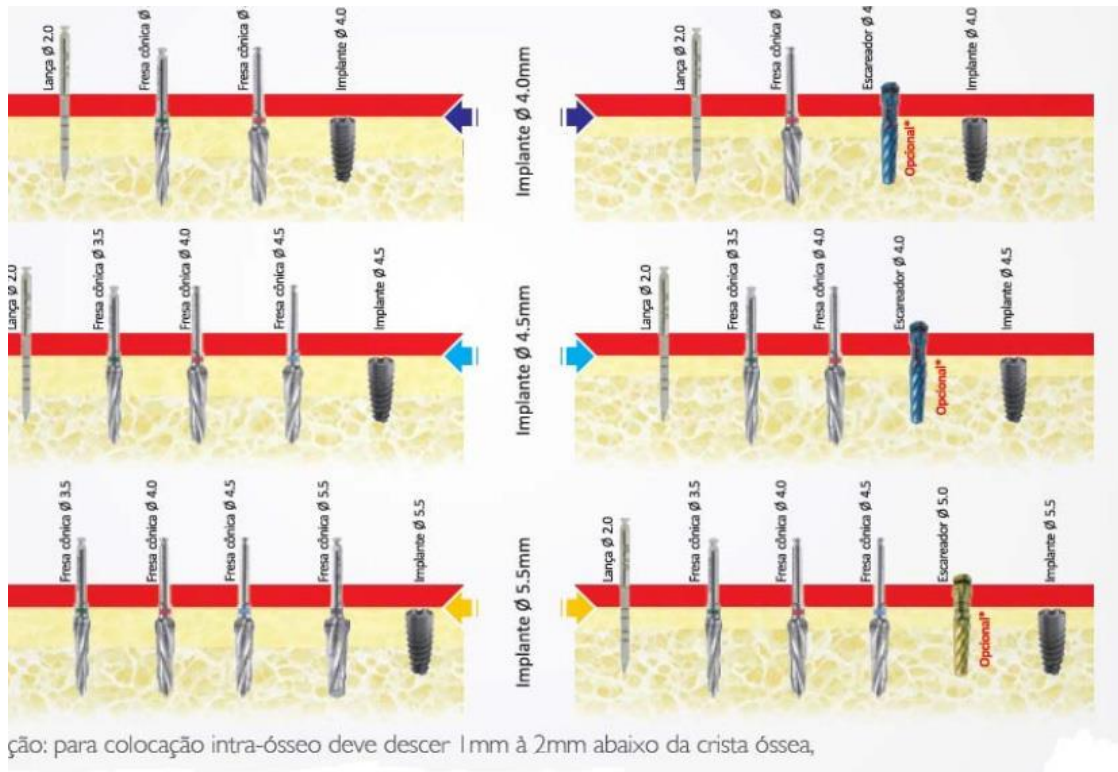 Lança Ø 2.0
Fresa cônica Ø
Fresa cônica Ø
Implante Ø 4.0
Implante Ø 4.0mm
Lança Ø 2.0
Fresa cônica Ø
Escareador Ø 4
Opcional*
Implante Ø 4.0
Lança Ø 2.0
Fresa cônica Ø 3.5
Fresa cônica Ø 4.0
Fresa cônica Ø 4.5
Implante Ø 4.5
Implante Ø 4.5mm
Lança Ø 2.0
Fresa cônica Ø 3.5
Fresa cônica Ø 4.0
Escareador Ø 4.0
Opcional*
Implante Ø 4.5
Fresa cônica Ø 3.5
Fresa cônica Ø 4.0
Fresa cônica Ø 4.5
Fresa cônica Ø 5.5
Implante Ø 5.5
Implante Ø 5.5mm
Lança Ø 2.0
Fresa cônica Ø 3.5
Fresa cônica Ø 4.0
Fresa cônica Ø 4.5
Escareador Ø 5.0
Opcional*
Implante Ø 5.5
ção: para colocação intra-ósseo deve descer 1mm à 2mm abaixo da crista óssea,